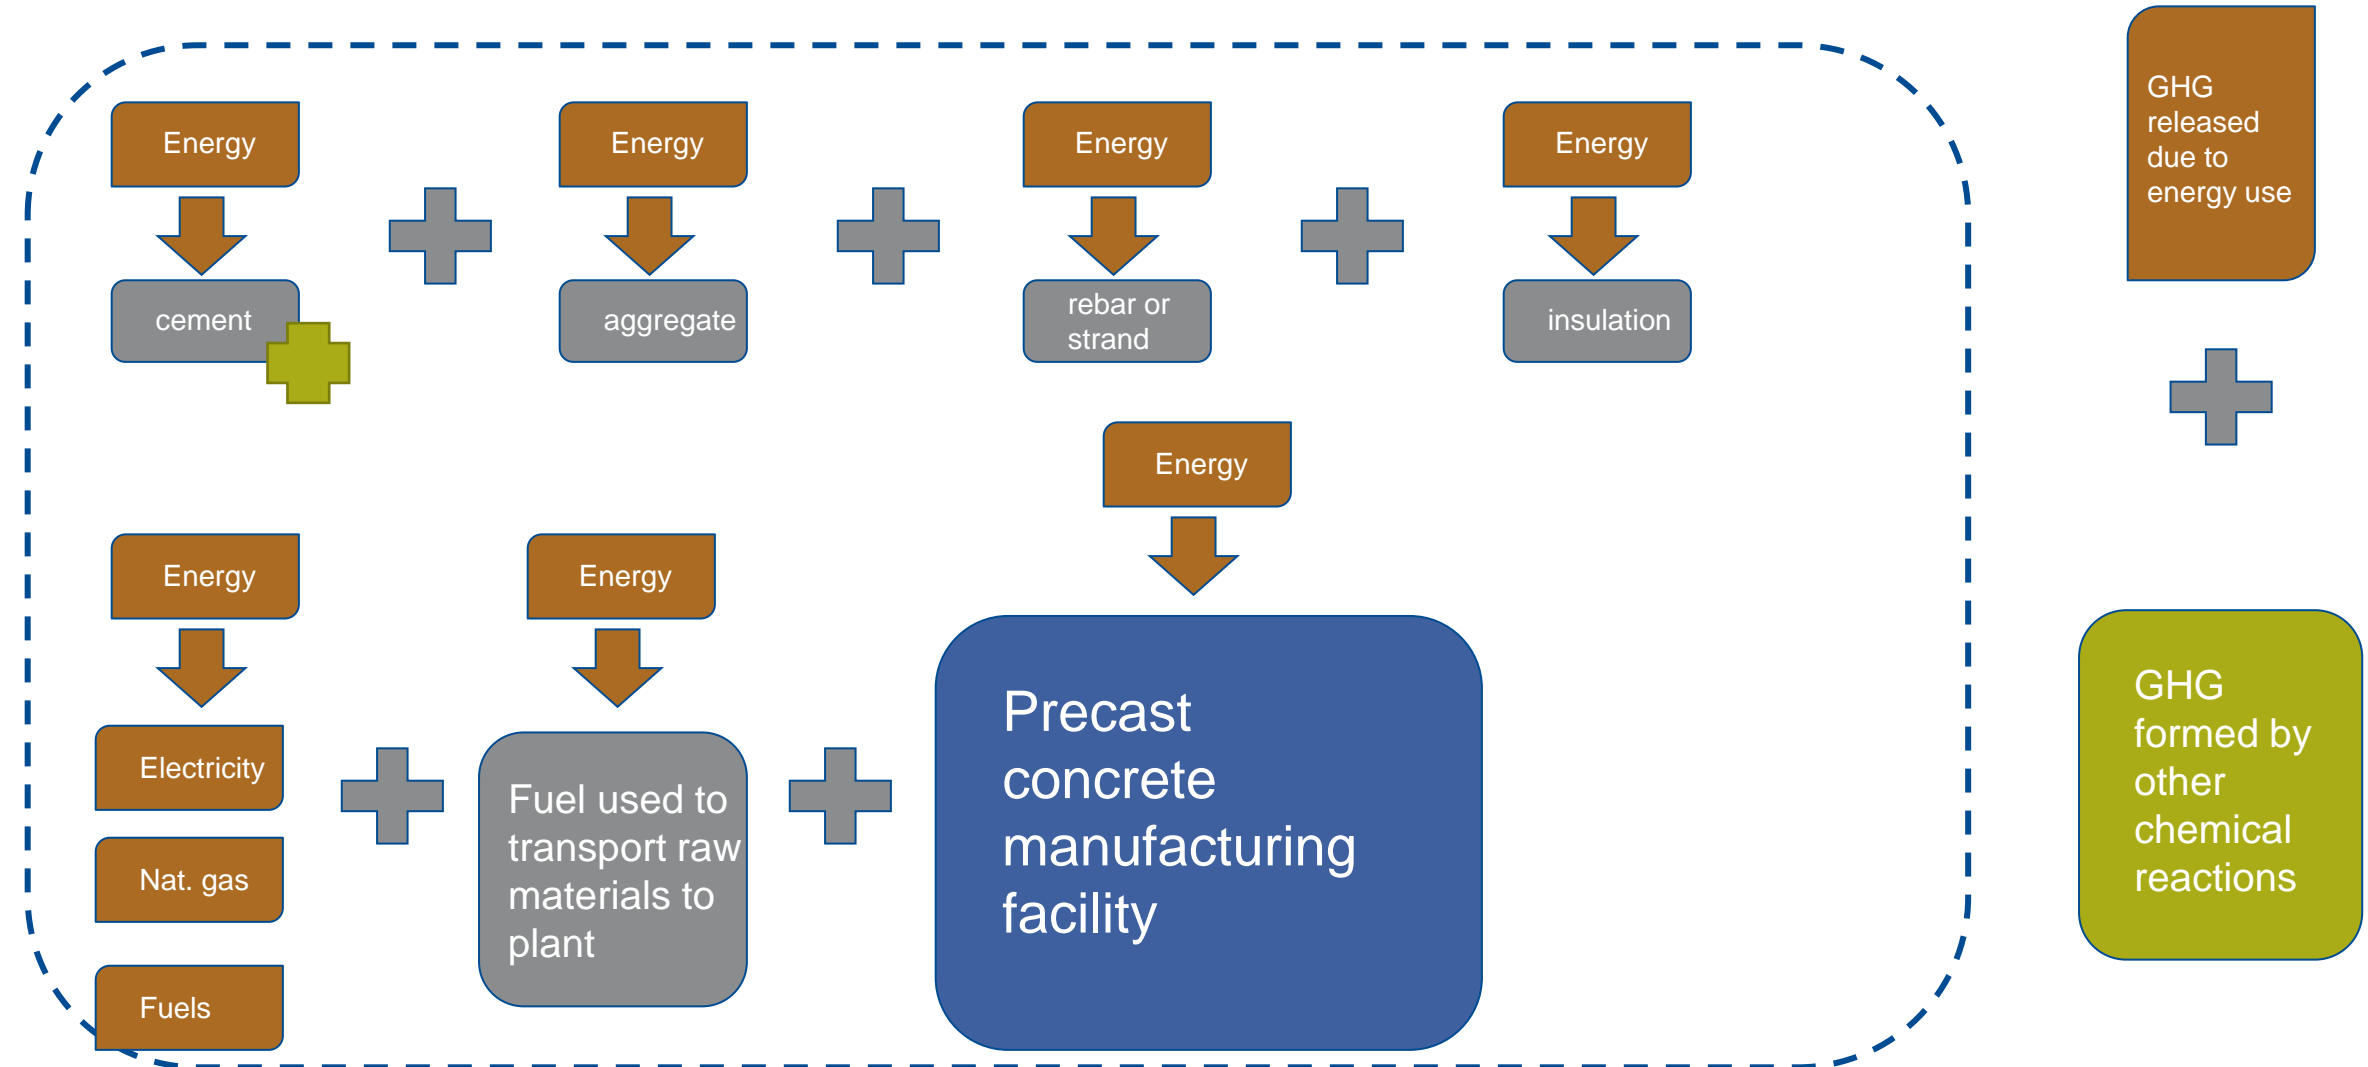 Energy
Energy
Energy
Energy
cement
aggregate
rebar or
strand
insulation
Energy
Energy
Energy
Electricity
Nat. gas
Fuels
Fuel used to
transport raw
materials to
plant
Precast
concrete
manufacturing
facility
GHG
released
due to
energy use
GHG
formed by
other
chemical
reactions